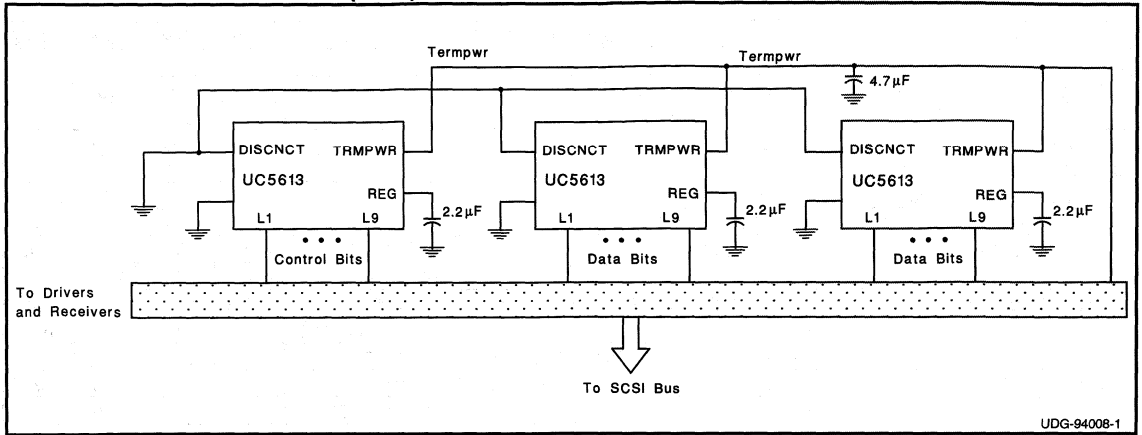 Termpwr
Termpwr
4.7µF
DISCNCT TRMPWR
UC5613
REG
L1 L9
2.2µF
• • •
Control Bits
DISCNCT TRMPWR
UC5613
REG
L1 L9
2.2µF
• • •
Data Bits
DISCNCT TRMPWR
UC5613
REG
L1 L9
2.2µF
• • •
Data Bits
To Drivers
and Receivers
To SCSI Bus
UDG-94008-1